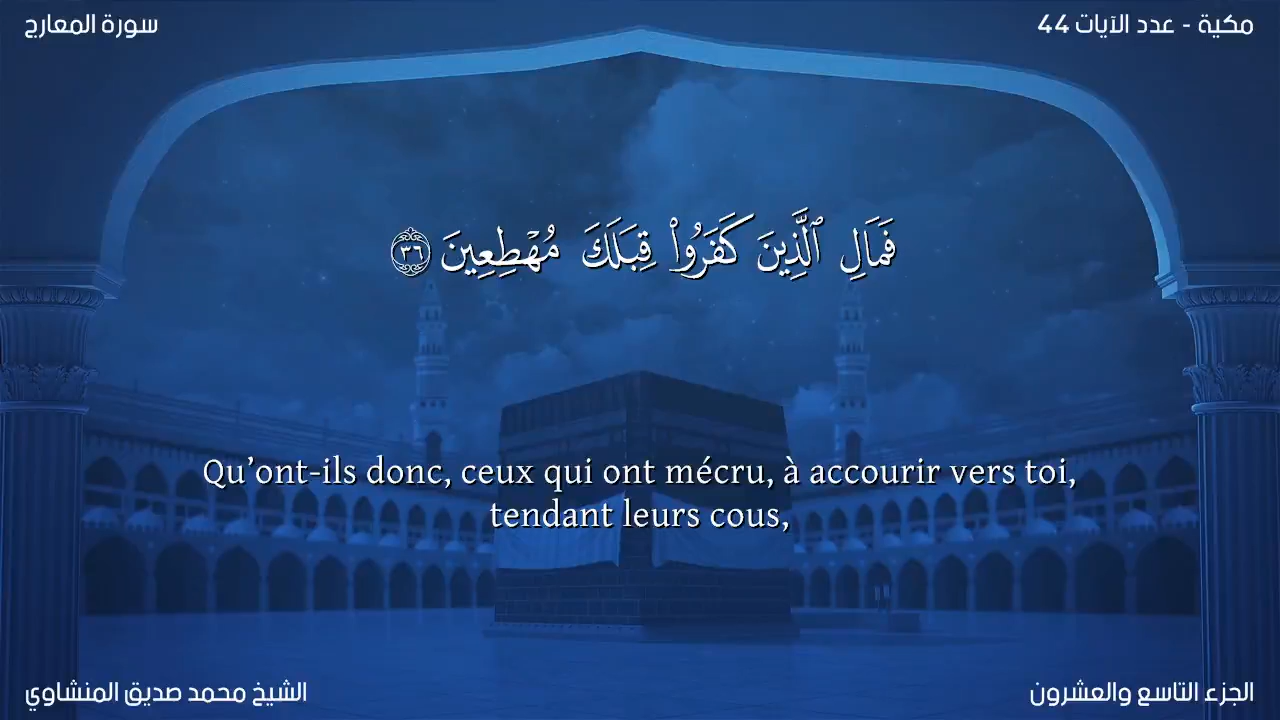 مكية - عدد الآيات 44
سورة المعارج
فَمَالِ ٱلَّذِينَ كَفَرُوا۟ قِبَلَكَ مُهْطِعِينَ ٣٦
Qu’ont-ils donc, ceux qui ont mécru, à accourir vers toi,
tendant leurs cous,
الجزء التاسع والعشرون
الشيخ محمد صديق المنشاوي